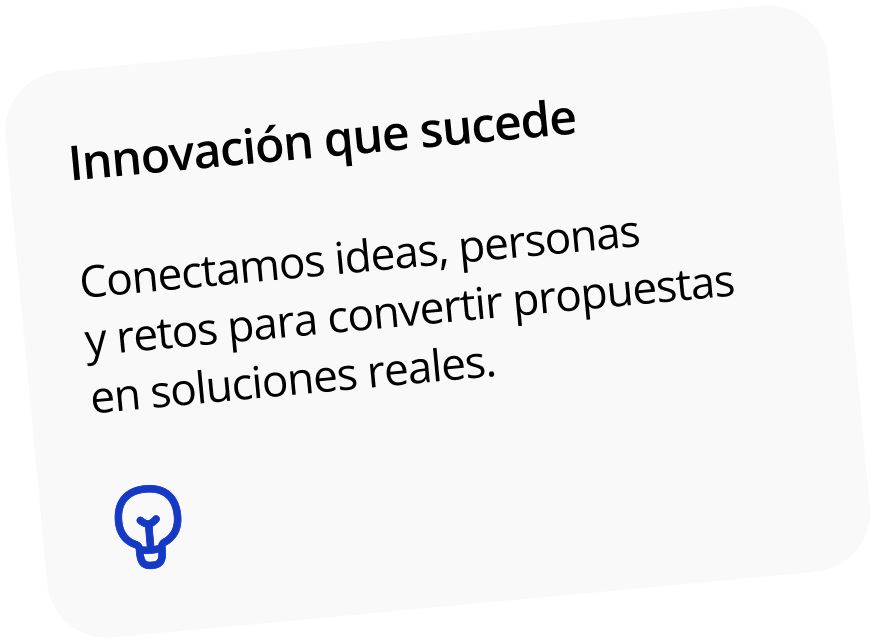 Innovación que sucede
Conectamos ideas, personas
y retos para convertir propuestas
en soluciones reales.